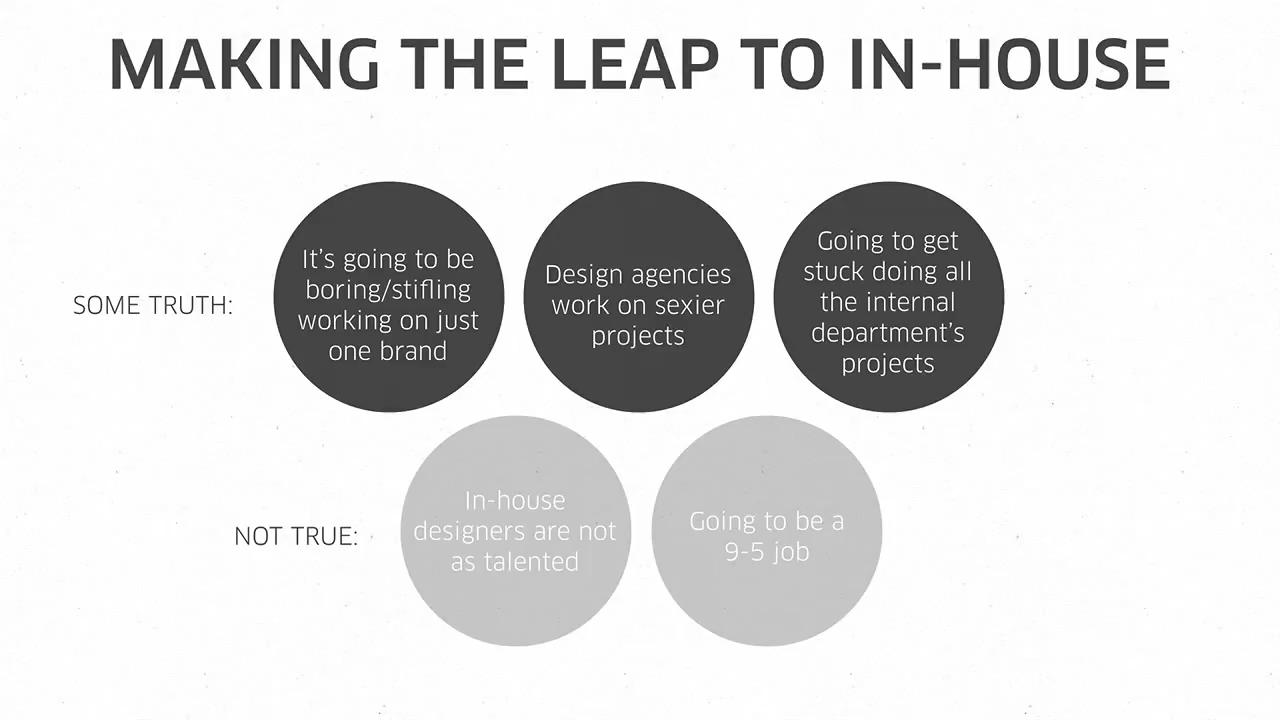 MAKING THE LEAP TO IN-HOUSE
SOME TRUTH:
It's going to be
boring/stifling
working on just
one brand
Design agencies
work on sexier
projects
Going to get
stuck doing all
the internal
department's
projects
NOT TRUE:
In-house
designers are not
as talented
Going to be a
9-5 job